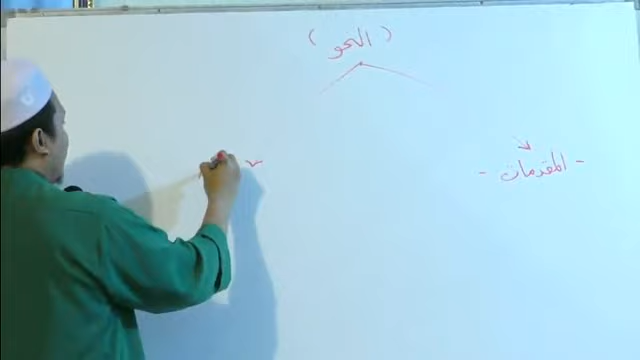 ( النحو )
- المقدمات -